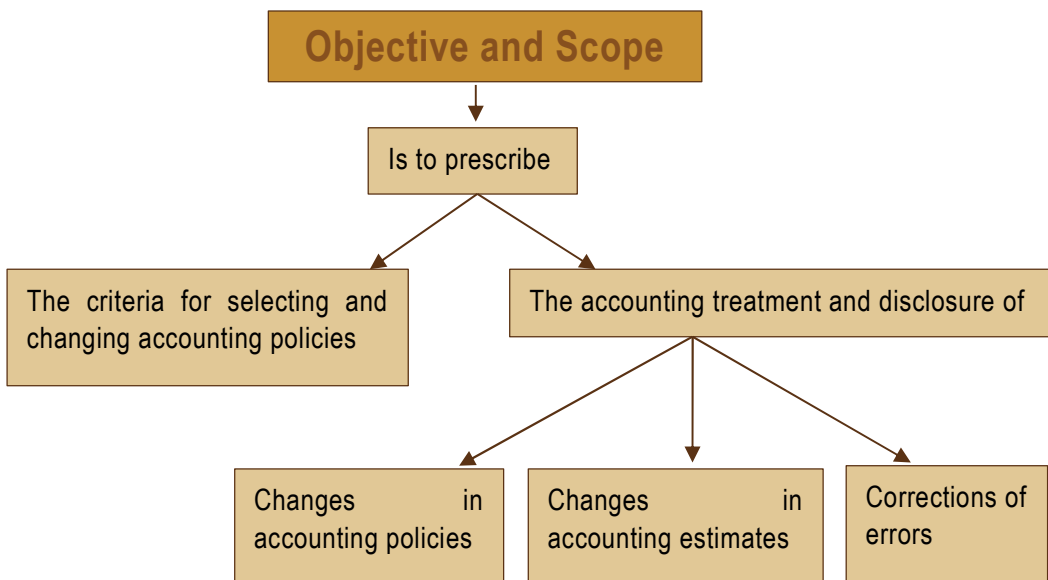 Objective and Scope
Is to prescribe
The criteria for selecting and
changing accounting policies
The accounting treatment and disclosure of
Changes in
accounting policies
Changes in
accounting estimates
Corrections of
errors